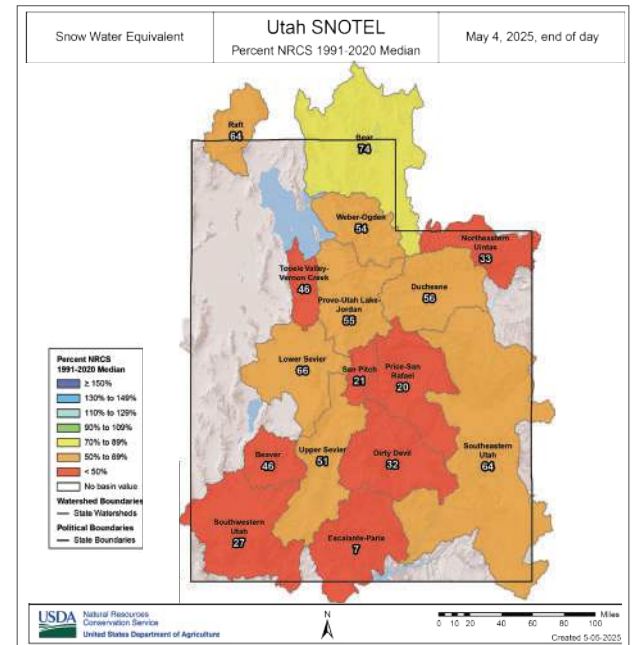 Snow Water Equivalent
Utah SNOTEL
Percent NRCS 1991-2020 Median
May 4, 2025, end of day
Raft
64
Bear
74
Weber-Ogden
54
Northeastern
Uintas
33
Tooele Valley-
Vernon Creek
46
Duchesne
56
Provo-Utah Lake-
Jordan
55
Lower Sevier
66
San Pitch
21
Price-San
Rafael
20
Beaver
46
Upper Sevier
51
Dirty Devil
32
Southeastern
Utah
64
Southwestern
Utah
27
Escalante-Paria
7
Percent NRCS
1991-2020 Median
≥ 150%
130% to 149%
110% to 129%
90% to 109%
70% to 89%
50% to 69%
< 50%
No basin value
Watershed Boundaries
State Watersheds
Political Boundaries
State Boundaries
USDA
Natural Resources
Conservation Service
United States Department of Agriculture
N
Miles
0 10 20 40 60 80 100
Created 5-05-2025